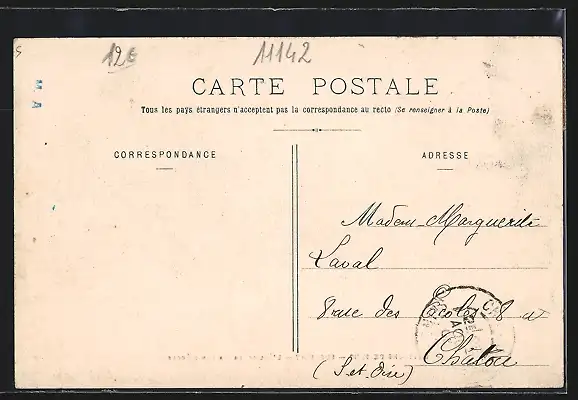 12€ 11142
M. A
CARTE POSTALE
Tous les pays étrangers n'acceptent pas la correspondance au recto (Se renseigner à la Poste)
CORRESPONDANCE
ADRESSE
Madame Marguerite
Laval
rue des Ecoles
Chatou
(S et Oise)